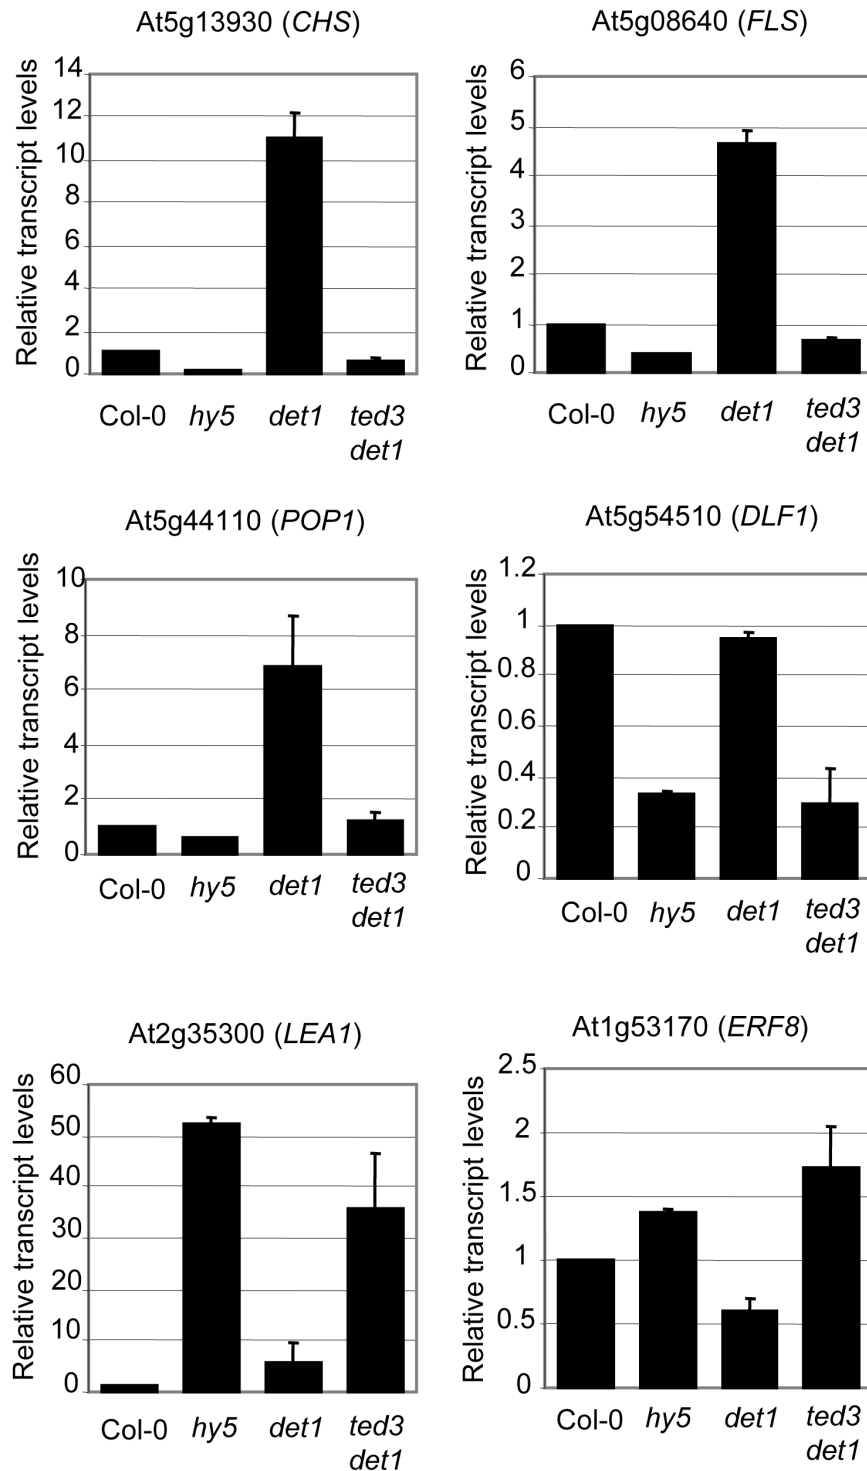 At5g13930 (CHS)
Relative transcript levels
14
12
10
8
6
4
2
0
Col-0 hy5 det1 ted3
det1
At5g08640 (FLS)
Relative transcript levels
6
5
4
3
2
1
0
Col-0 hy5 det1 ted3
det1
At5g44110 (POP1)
Relative transcript levels
10
8
6
4
2
0
Col-0 hy5 det1 ted3
det1
At5g54510 (DLF1)
Relative transcript levels
1.2
1
0.8
0.6
0.4
0.2
0
Col-0 hy5 det1 ted3
det1
At2g35300 (LEA1)
Relative transcript levels
60
50
40
30
20
10
0
Col-0 hy5 det1 ted3
det1
At1g53170 (ERF8)
Relative transcript levels
2.5
2
1.5
1
0.5
0
Col-0 hy5 det1 ted3
det1